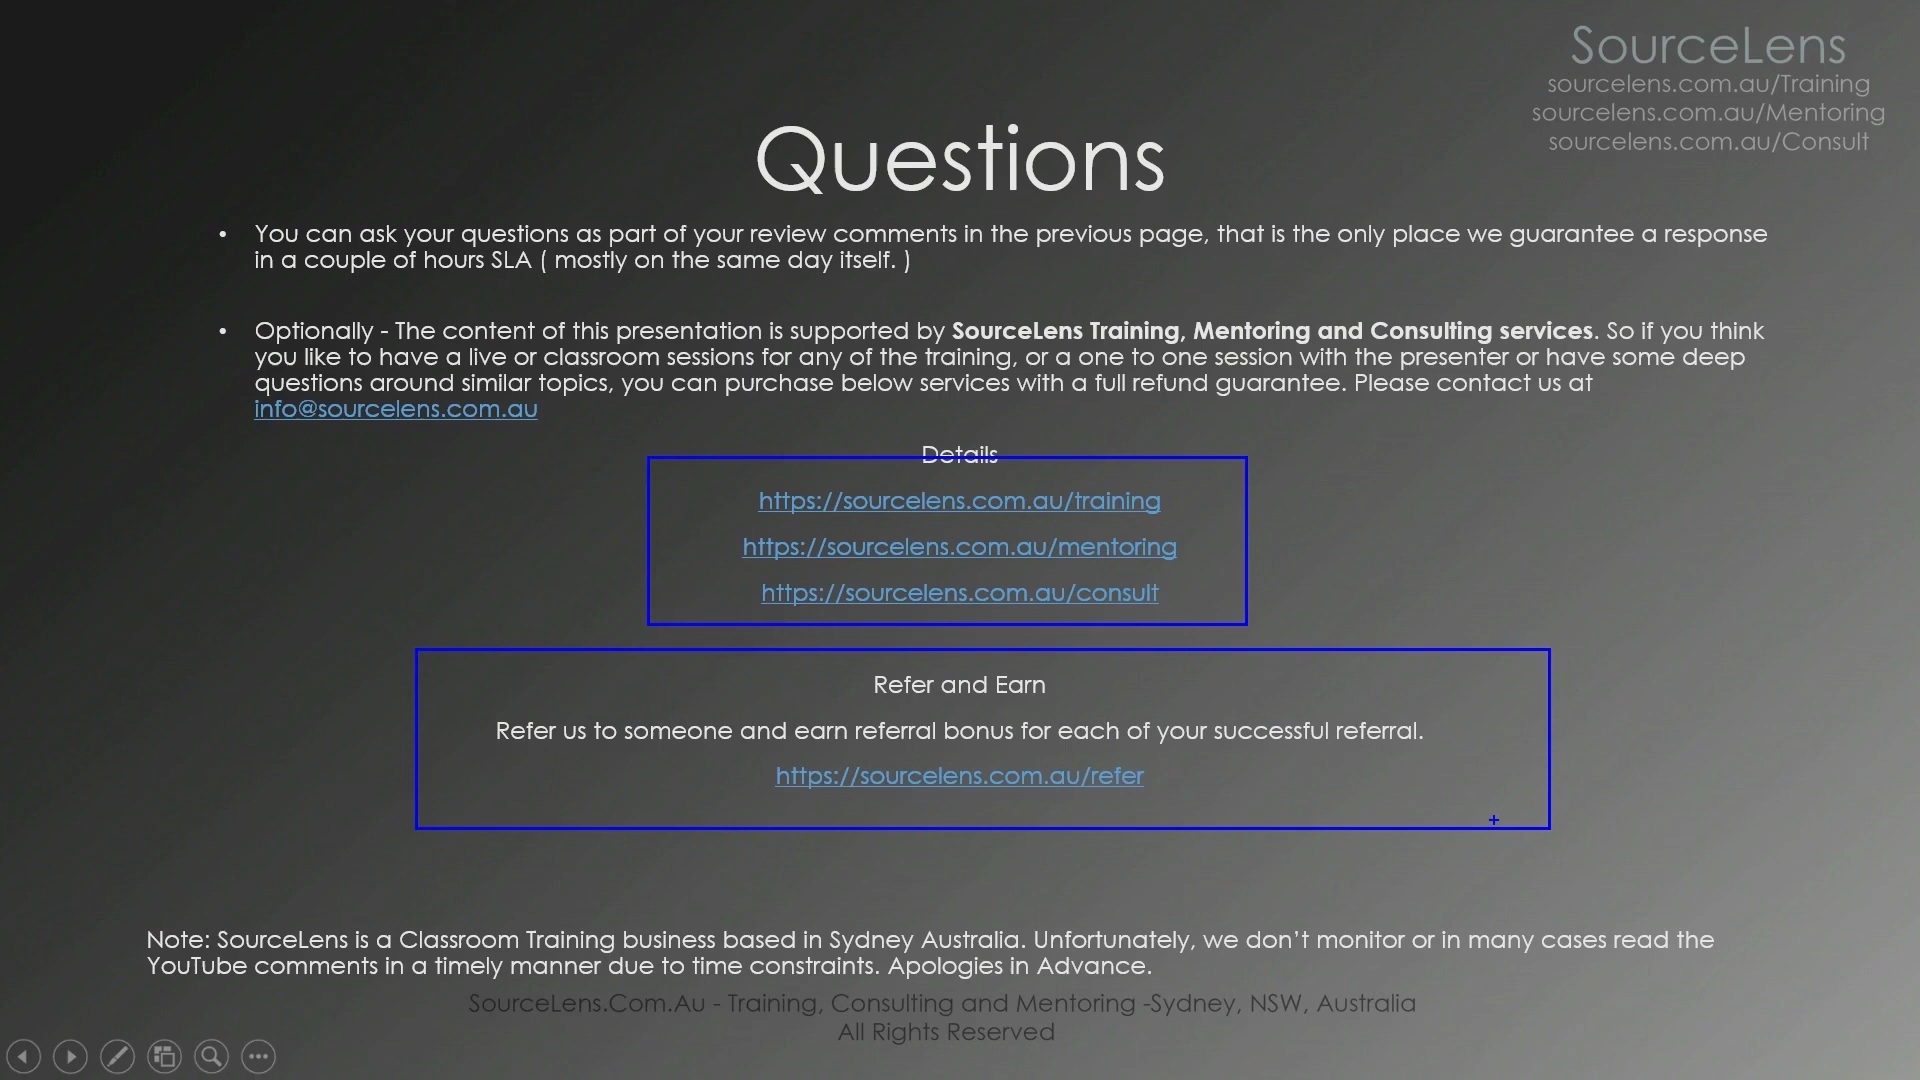 SourceLens
sourcelens.com.au/Training
sourcelens.com.au/Mentoring
sourcelens.com.au/Consult
Questions
• You can ask your questions as part of your review comments in the previous page, that is the only place we guarantee a response
in a couple of hours SLA ( mostly on the same day itself. )
• Optionally - The content of this presentation is supported by SourceLens Training, Mentoring and Consulting services. So if you think
you like to have a live or classroom sessions for any of the training, or a one to one session with the presenter or have some deep
questions around similar topics, you can purchase below services with a full refund guarantee. Please contact us at
info@sourcelens.com.au
Details
https://sourcelens.com.au/training
https://sourcelens.com.au/mentoring
https://sourcelens.com.au/consult
Refer and Earn
Refer us to someone and earn referral bonus for each of your successful referral.
https://sourcelens.com.au/refer
Note: SourceLens is a Classroom Training business based in Sydney Australia. Unfortunately, we don’t monitor or in many cases read the
YouTube comments in a timely manner due to time constraints. Apologies in Advance.
SourceLens.Com.Au - Training, Consulting and Mentoring -Sydney, NSW, Australia
All Rights Reserved